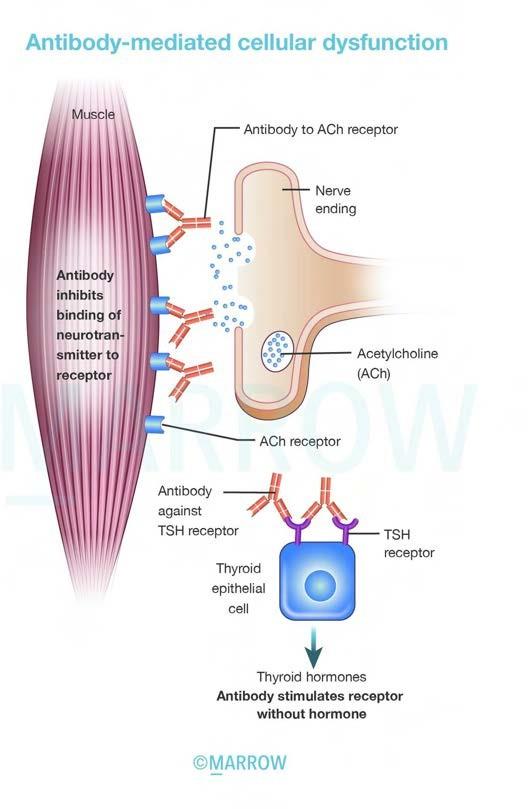 Antibody-mediated cellular dysfunction
Muscle
Antibody to ACh receptor
Nerve
ending
Antibody
inhibits
binding of
neurotran-
smitter to
receptor
Acetylcholine
(ACh)
ACh receptor
MARROW
Antibody
against
TSH receptor
TSH
receptor
Thyroid
epithelial
cell
Thyroid hormones
Antibody stimulates receptor
without hormone
©MARROW